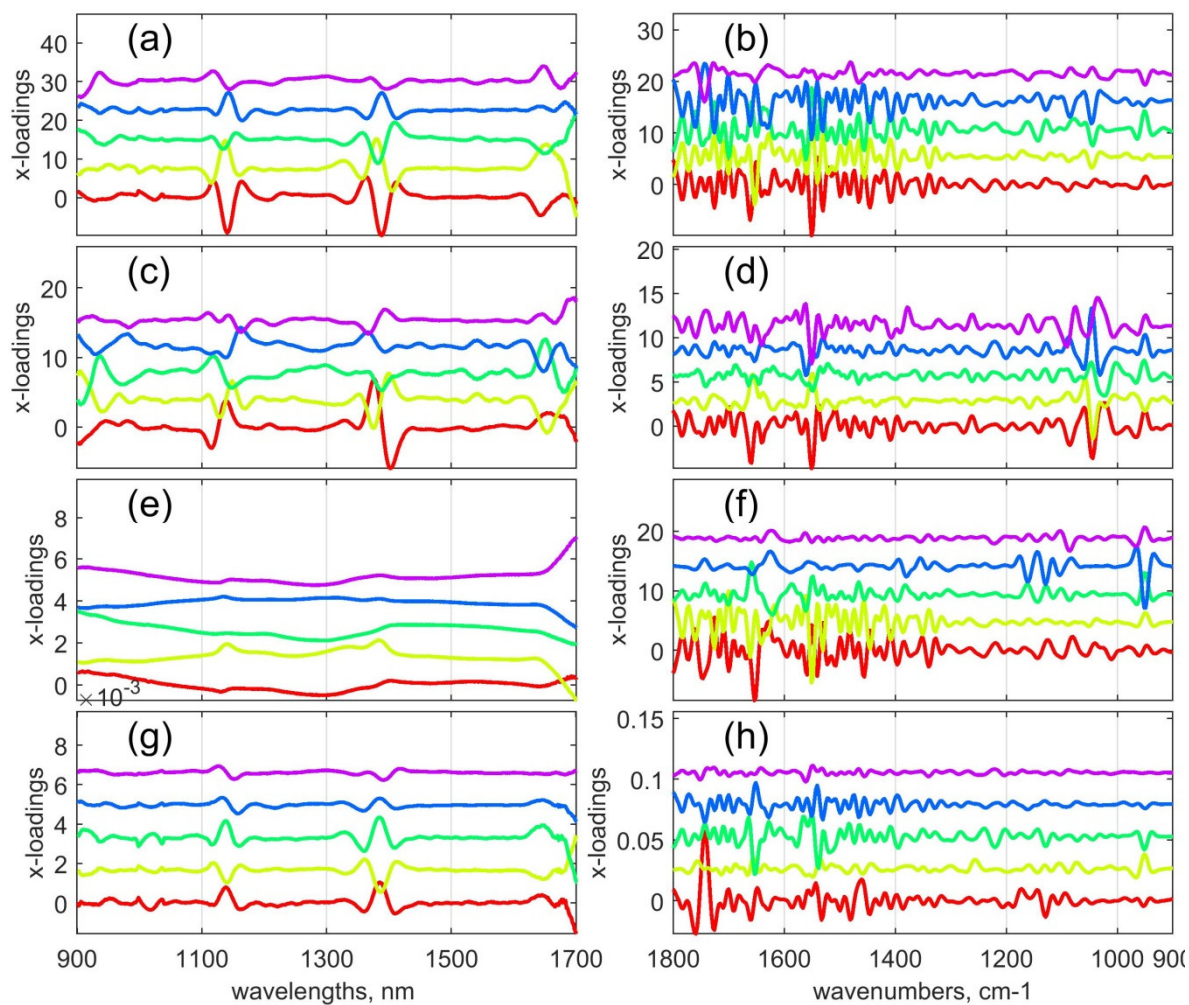 (a)
x-loadings
40
30
20
10
0
(b)
x-loadings
30
20
10
0
(c)
x-loadings
20
10
0
(d)
x-loadings
20
15
10
5
0
(e)
x-loadings
8
6
4
2
0
×10-3
(f)
x-loadings
20
10
0
(g)
x-loadings
8
6
4
2
0
900 1100 1300 1500 1700
wavelengths, nm
(h)
x-loadings
0.15
0.1
0.05
0
1800 1600 1400 1200 1000 900
wavenumbers, cm-1